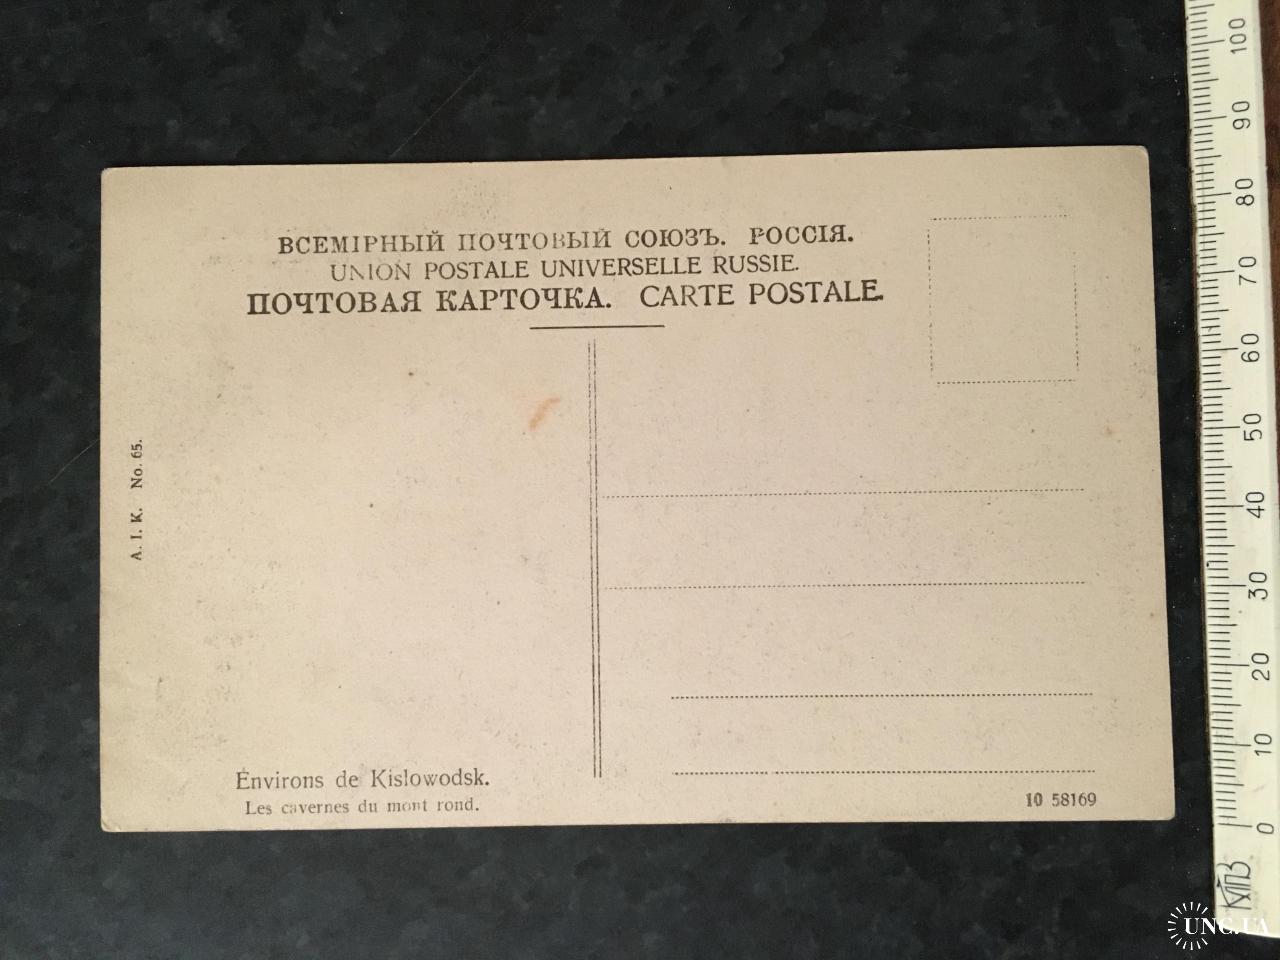 ВСЕМІРНЫЙ ПОЧТОВЫЙ СОЮЗЪ. РОССІЯ.
UNION POSTALE UNIVERSELLE RUSSIE.
ПОЧТОВАЯ КАРТОЧКА. CARTE POSTALE.
A. I. K. No. 65.
Environs de Kislowodsk.
Les cavernes du mont rond.
10 58169
100
90
80
70
60
50
40
30
20
10
0
UNC.UA